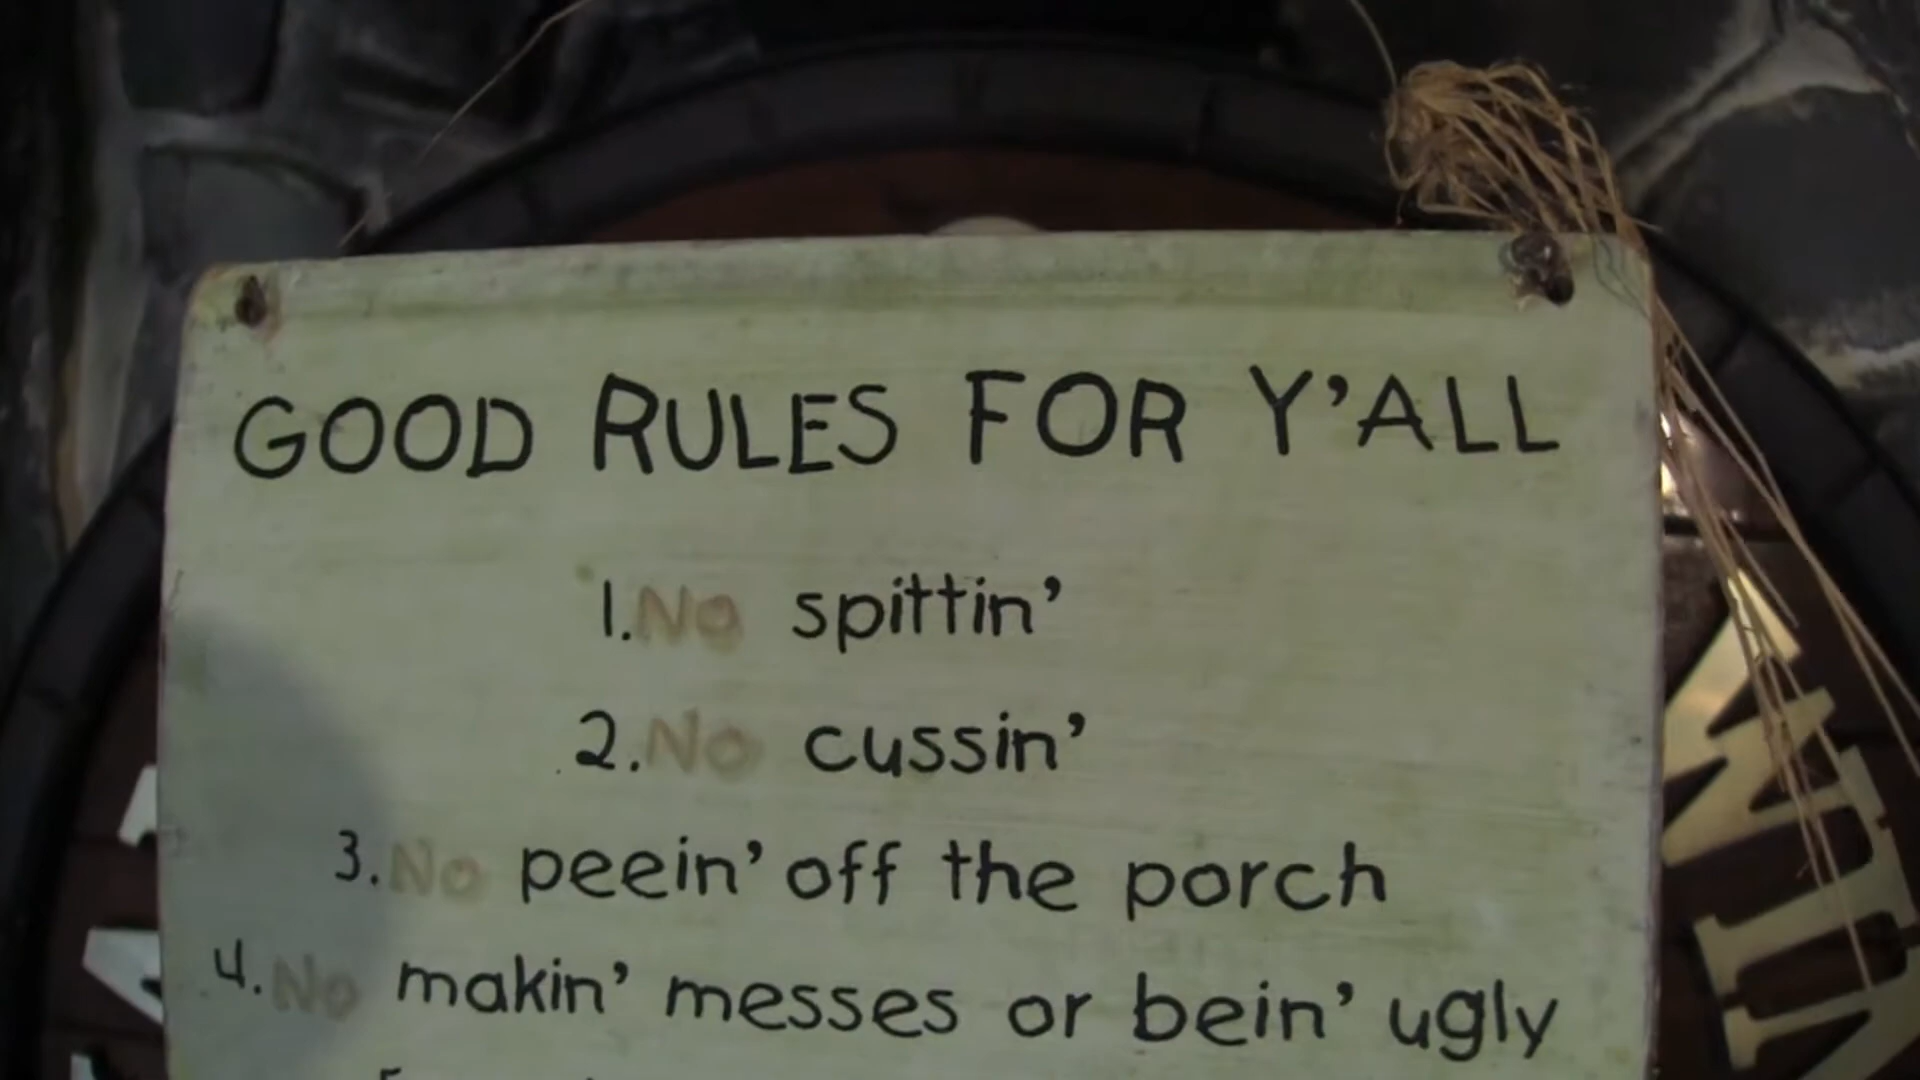 GOOD RULES FOR Y'ALL
1. No spittin'
2. No cussin'
3. No peein' off the porch
4. No makin' messes or bein' ugly